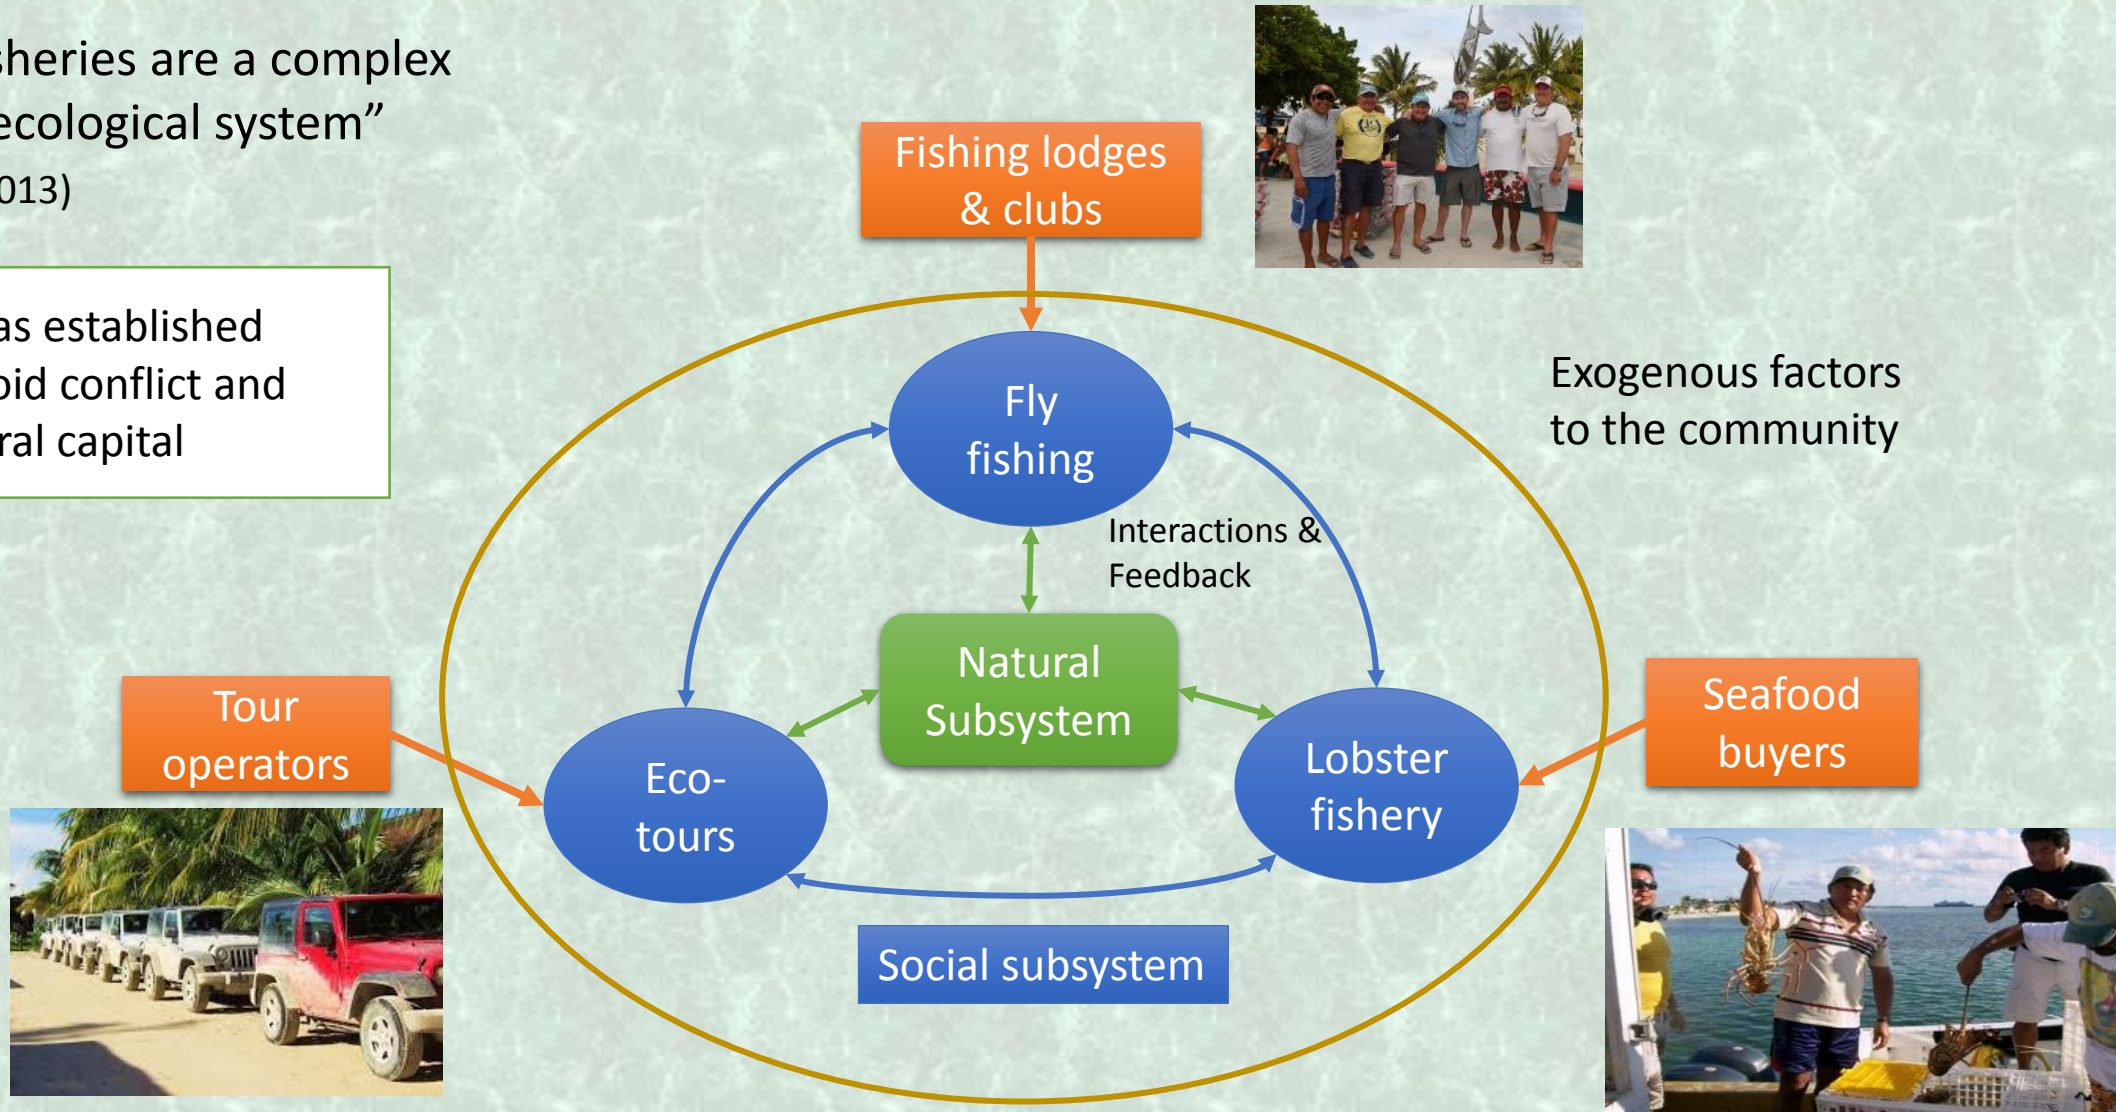 sheries are a complex
ecological system”
013)
as established
oid conflict and
ral capital
Fishing lodges
& clubs
Fly
fishing
Exogenous factors
to the community
Interactions &
Feedback
Natural
Subsystem
Tour
operators
Eco-
tours
Lobster
fishery
Seafood
buyers
Social subsystem